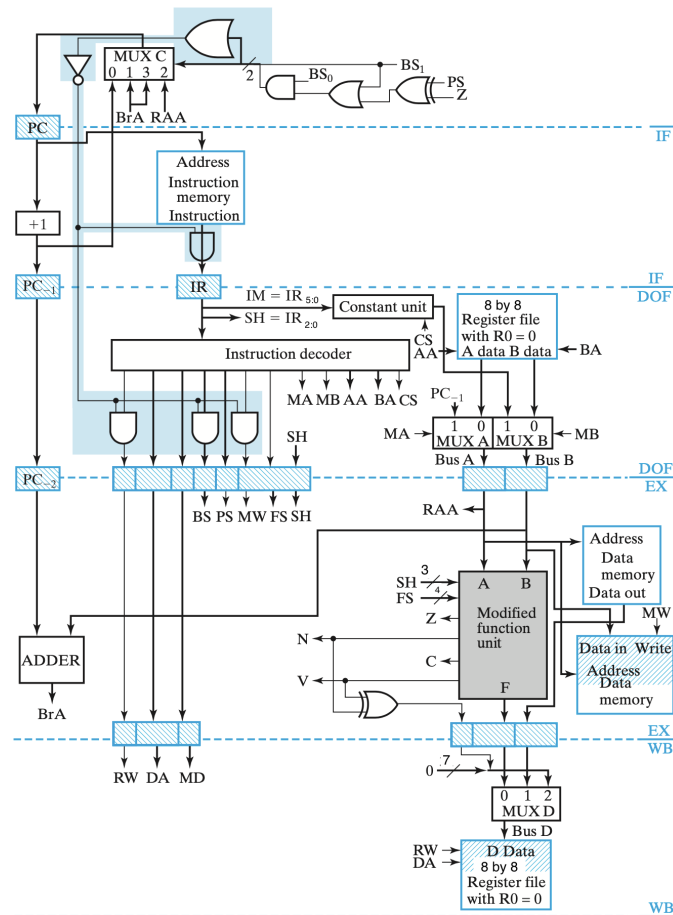 MUX C
0 1 3 2
2
BS₁
BS₀
PS
Z
BrA RAA
PC
IF
Address
Instruction
memory
Instruction
+1
PC₋₁
IR
IF
DOF
IM = IR 5:0
SH = IR 2:0
Constant unit
CS
AA
8 by 8
Register file
with R0 = 0
A data B data
BA
Instruction decoder
MA MB AA BA CS
PC₋₁
MA
1 0 1 0
MUX A MUX B
MB
SH
Bus A
Bus B
PC₋₂
DOF
EX
BS PS MW FS SH
RAA
Address
Data
memory
Data out
3
SH
4
FS
A B
Modified
function
unit
Z
N
C
V
F
MW
Data in Write
Address
Data
memory
ADDER
BrA
EX
WB
RW DA MD
0
7
0 1 2
MUX D
Bus D
RW
DA
D Data
8 by 8
Register file
with R0 = 0
WB